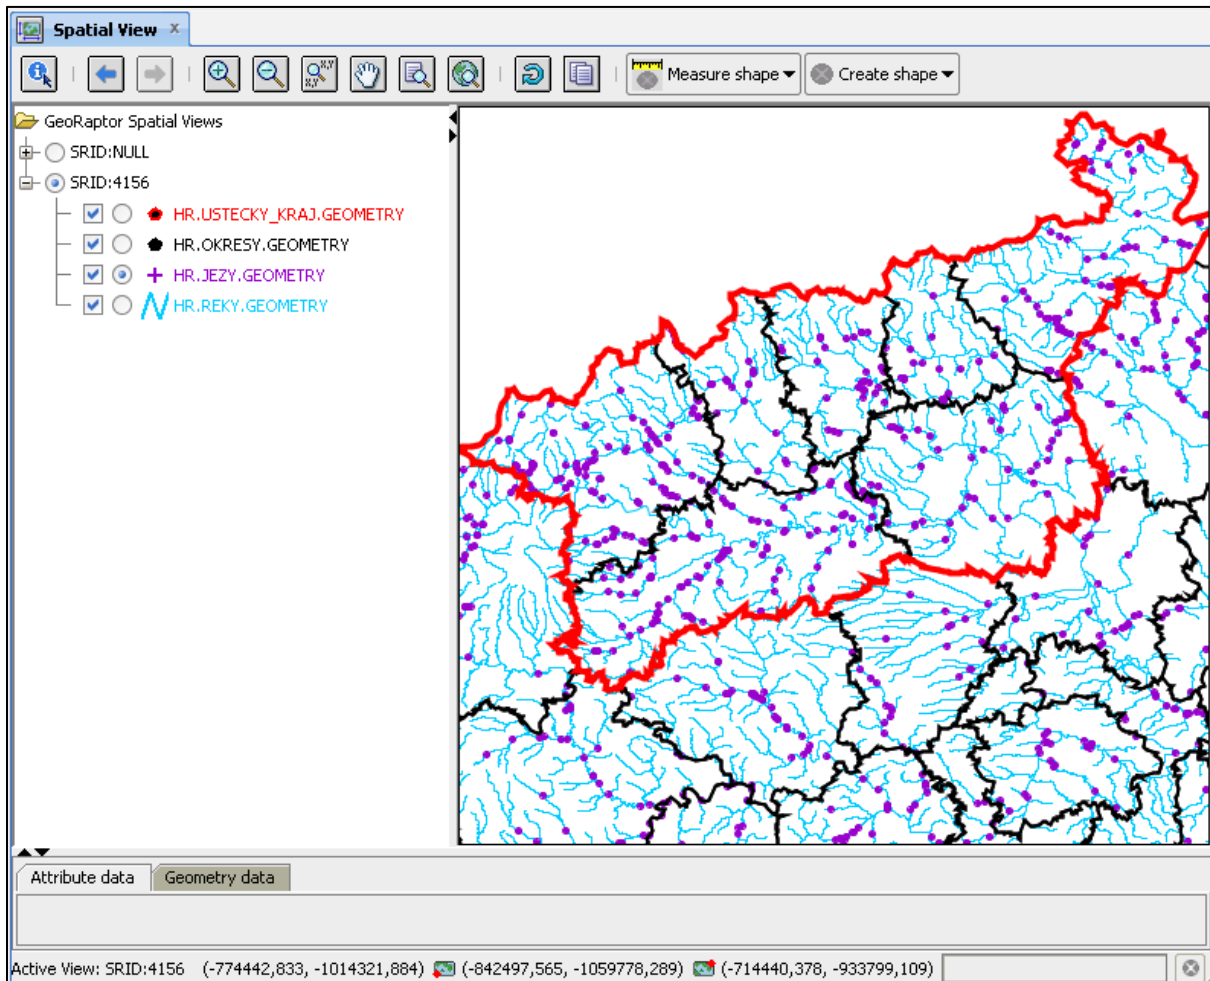 Spatial View x
Measure shape Create shape
GeoRaptor Spatial Views
SRID:NULL
SRID:4156
HR.USTECKY_KRAJ.GEOMETRY
HR.OKRESY.GEOMETRY
HR.JEZY.GEOMETRY
HR.REKY.GEOMETRY
Attribute data Geometry data
Active View: SRID:4156 (-774442,833, -1014321,884) (-842497,565, -1059778,289) (-714440,378, -933799,109)